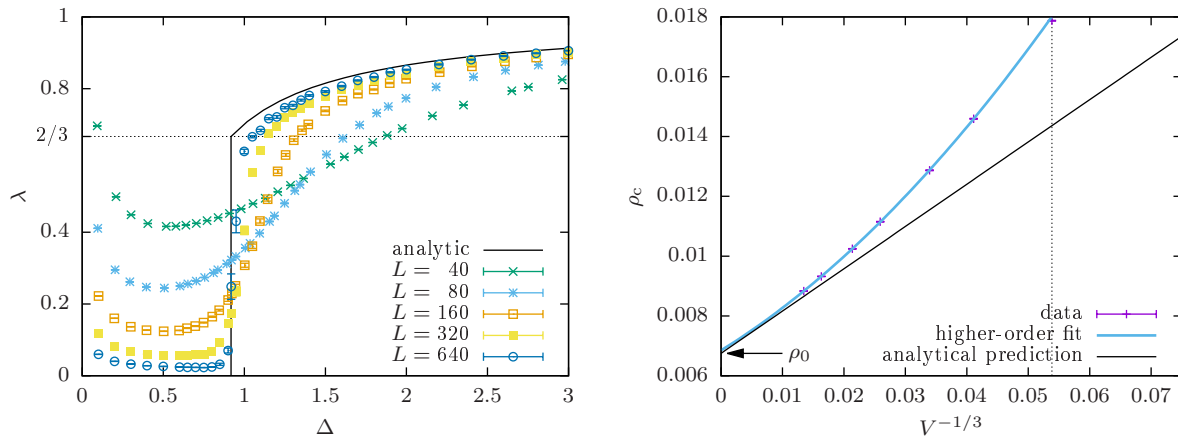 1
0.8
2/3
0.4
0.2
0
λ
0
0.5
1
1.5
2
2.5
3
Δ
analytic
L = 40
L = 80
L = 160
L = 320
L = 640
0.018
0.016
0.014
0.012
0.01
0.008
0.006
ρc
0
0.01
0.02
0.03
0.04
0.05
0.06
0.07
V^{-1/3}
ρ0
data
higher-order fit
analytical prediction